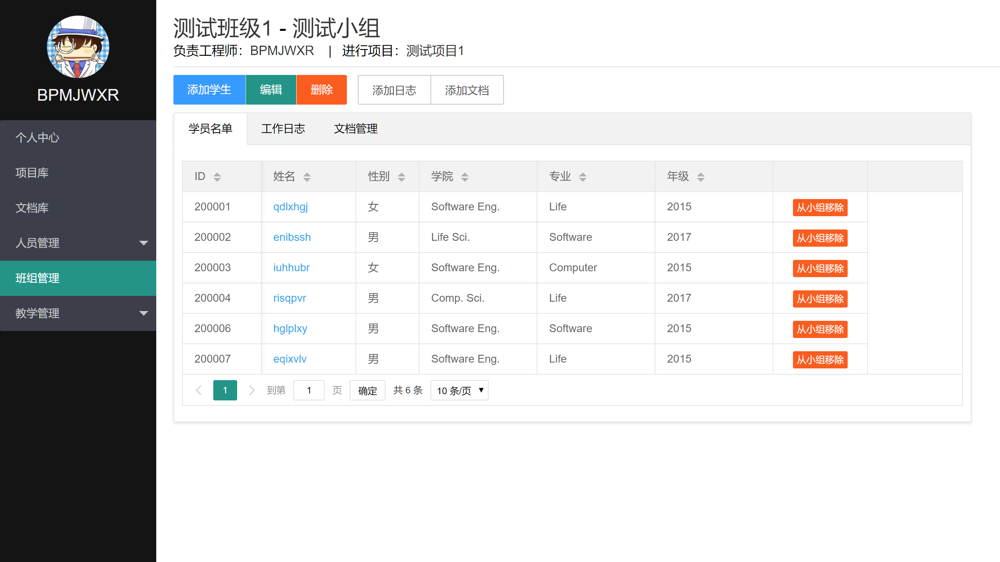 BPMJWXR
个人中心
项目库
文档库
人员管理
班组管理
教学管理
测试班级1 - 测试小组
负责工程师：BPMJWXR | 进行项目：测试项目1
添加学生 编辑 删除 添加日志 添加文档
学员名单 工作日志 文档管理
ID 姓名 性别 学院 专业 年级
200001 qdlxhgj 女 Software Eng. Life 2015 从小组移除
200002 enibssh 男 Life Sci. Software 2017 从小组移除
200003 iuhhubr 女 Software Eng. Computer 2015 从小组移除
200004 risqpvr 男 Comp. Sci. Life 2017 从小组移除
200006 hglplxy 男 Software Eng. Software 2015 从小组移除
200007 eqixvlv 男 Software Eng. Life 2015 从小组移除
1 到第 1 页 确定 共 6 条 10 条/页